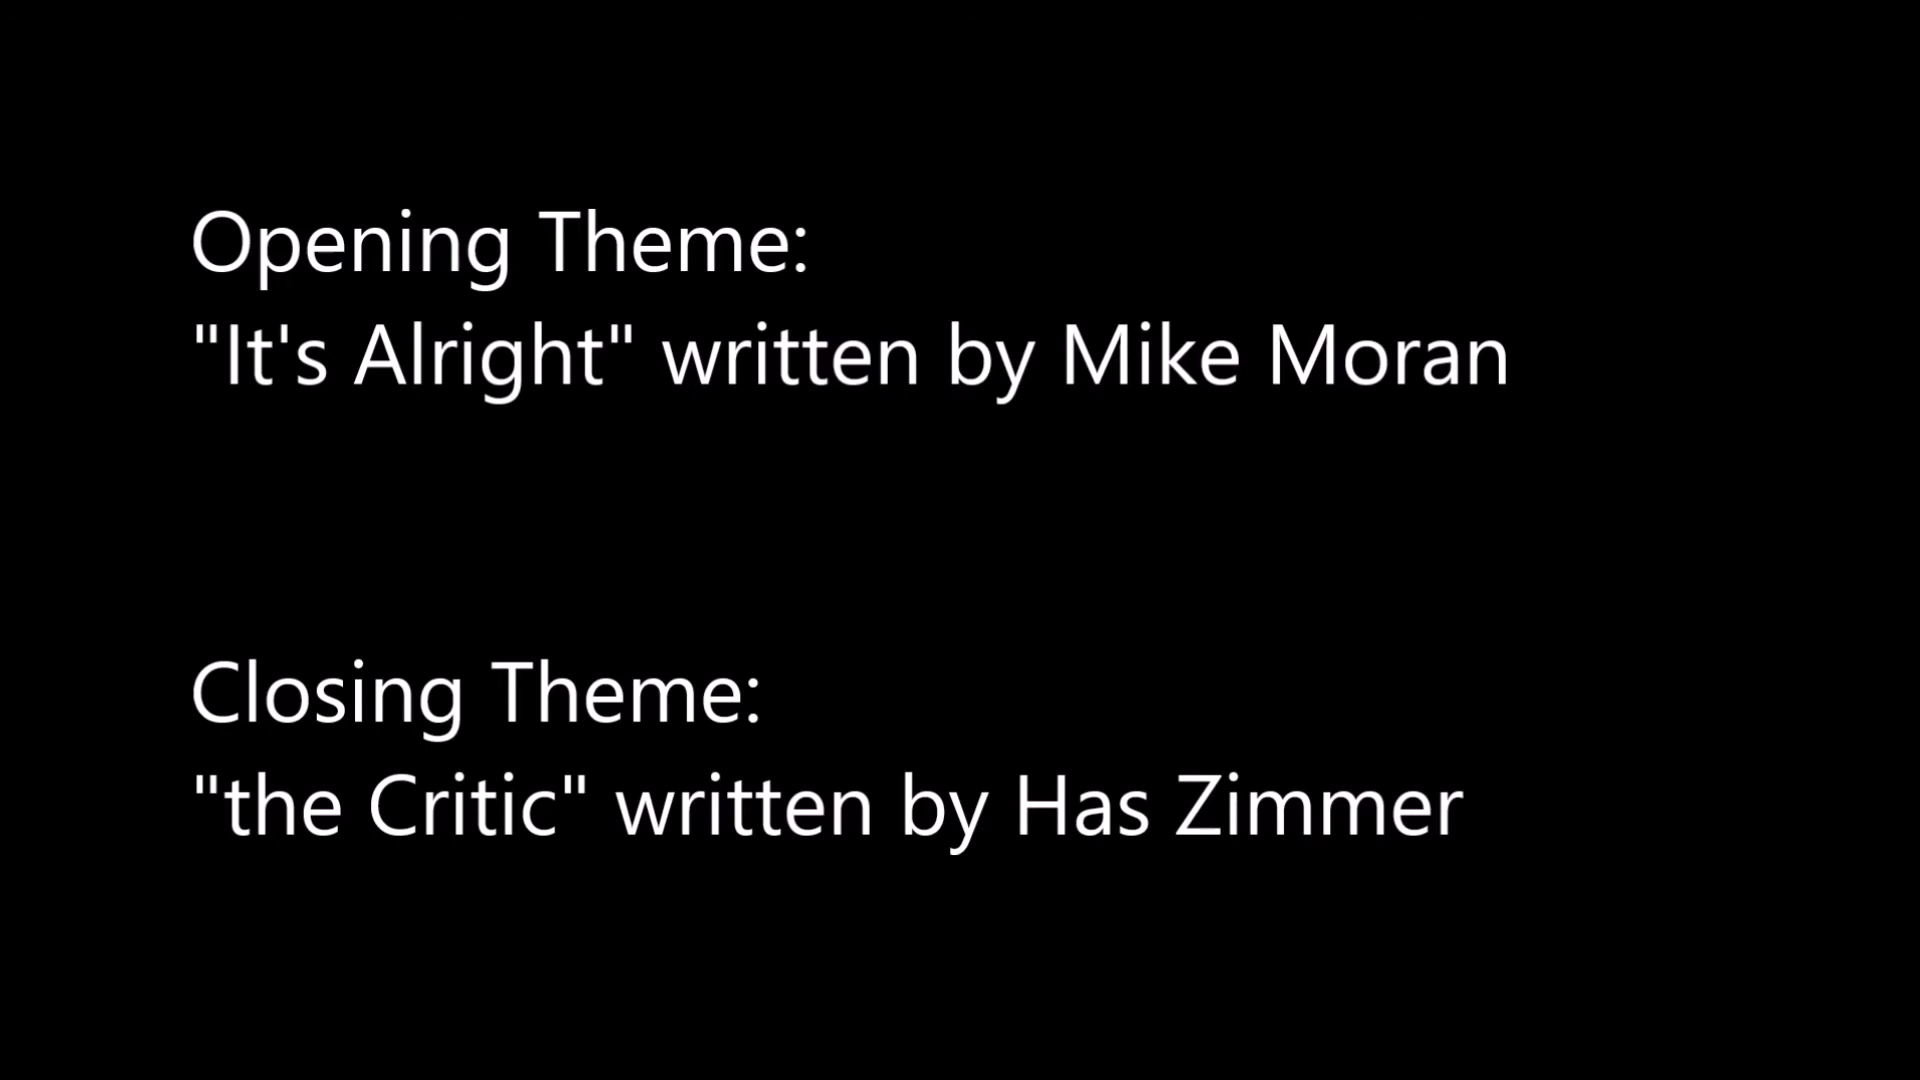 Opening Theme:
"It's Alright" written by Mike Moran
Closing Theme:
"the Critic" written by Has Zimmer